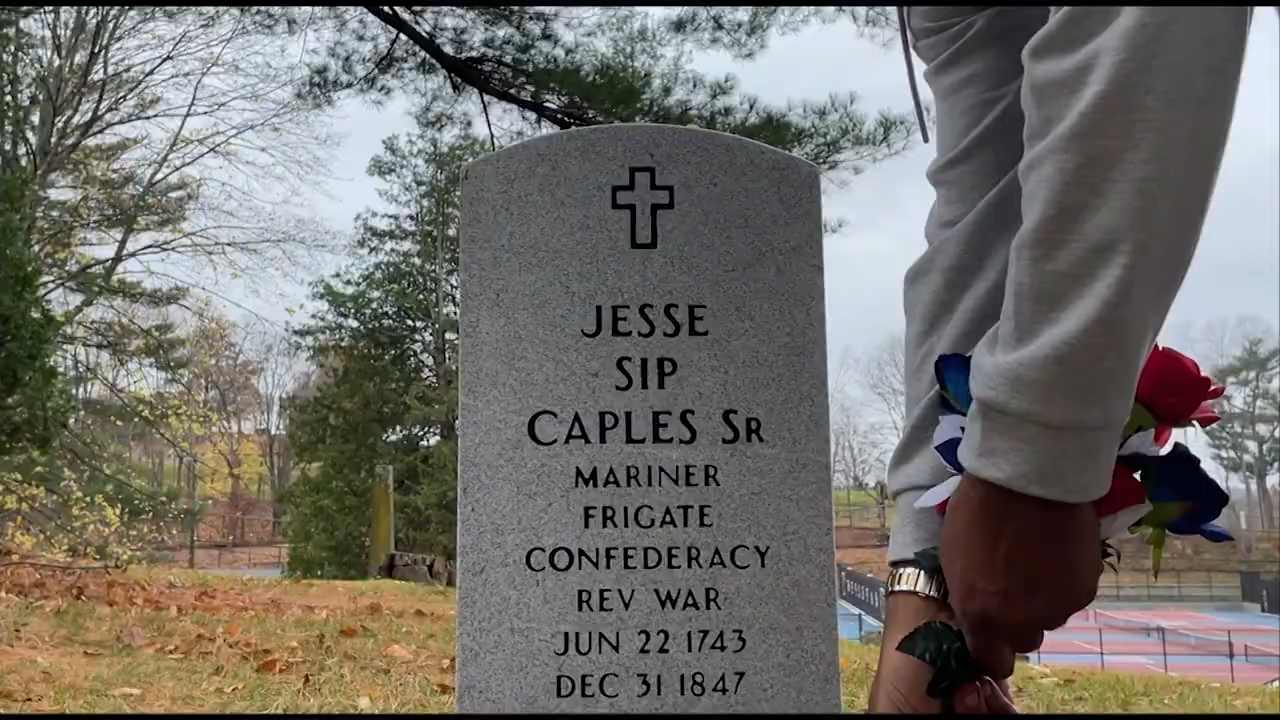 JESSE
SIP
CAPLES SR
MARINER
FRIGATE
CONFEDERACY
REV WAR
JUN 22 1743
DEC 31 1847